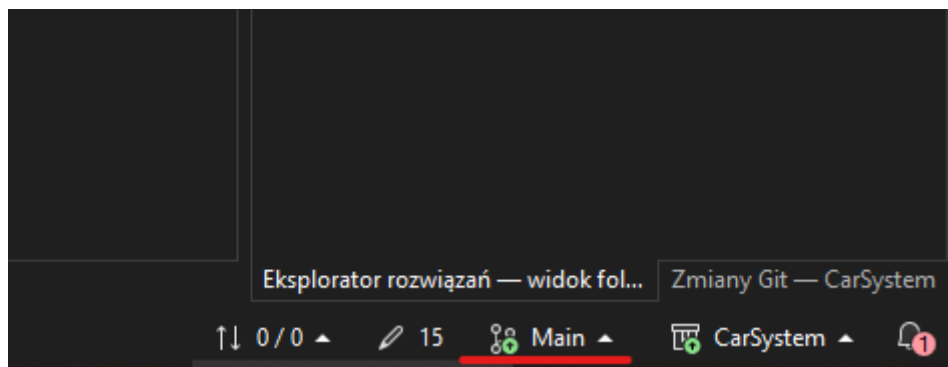 Eksplorator rozwiązań — widok fol... Zmiany Git — CarSystem
0 / 0 15 Main CarSystem 1